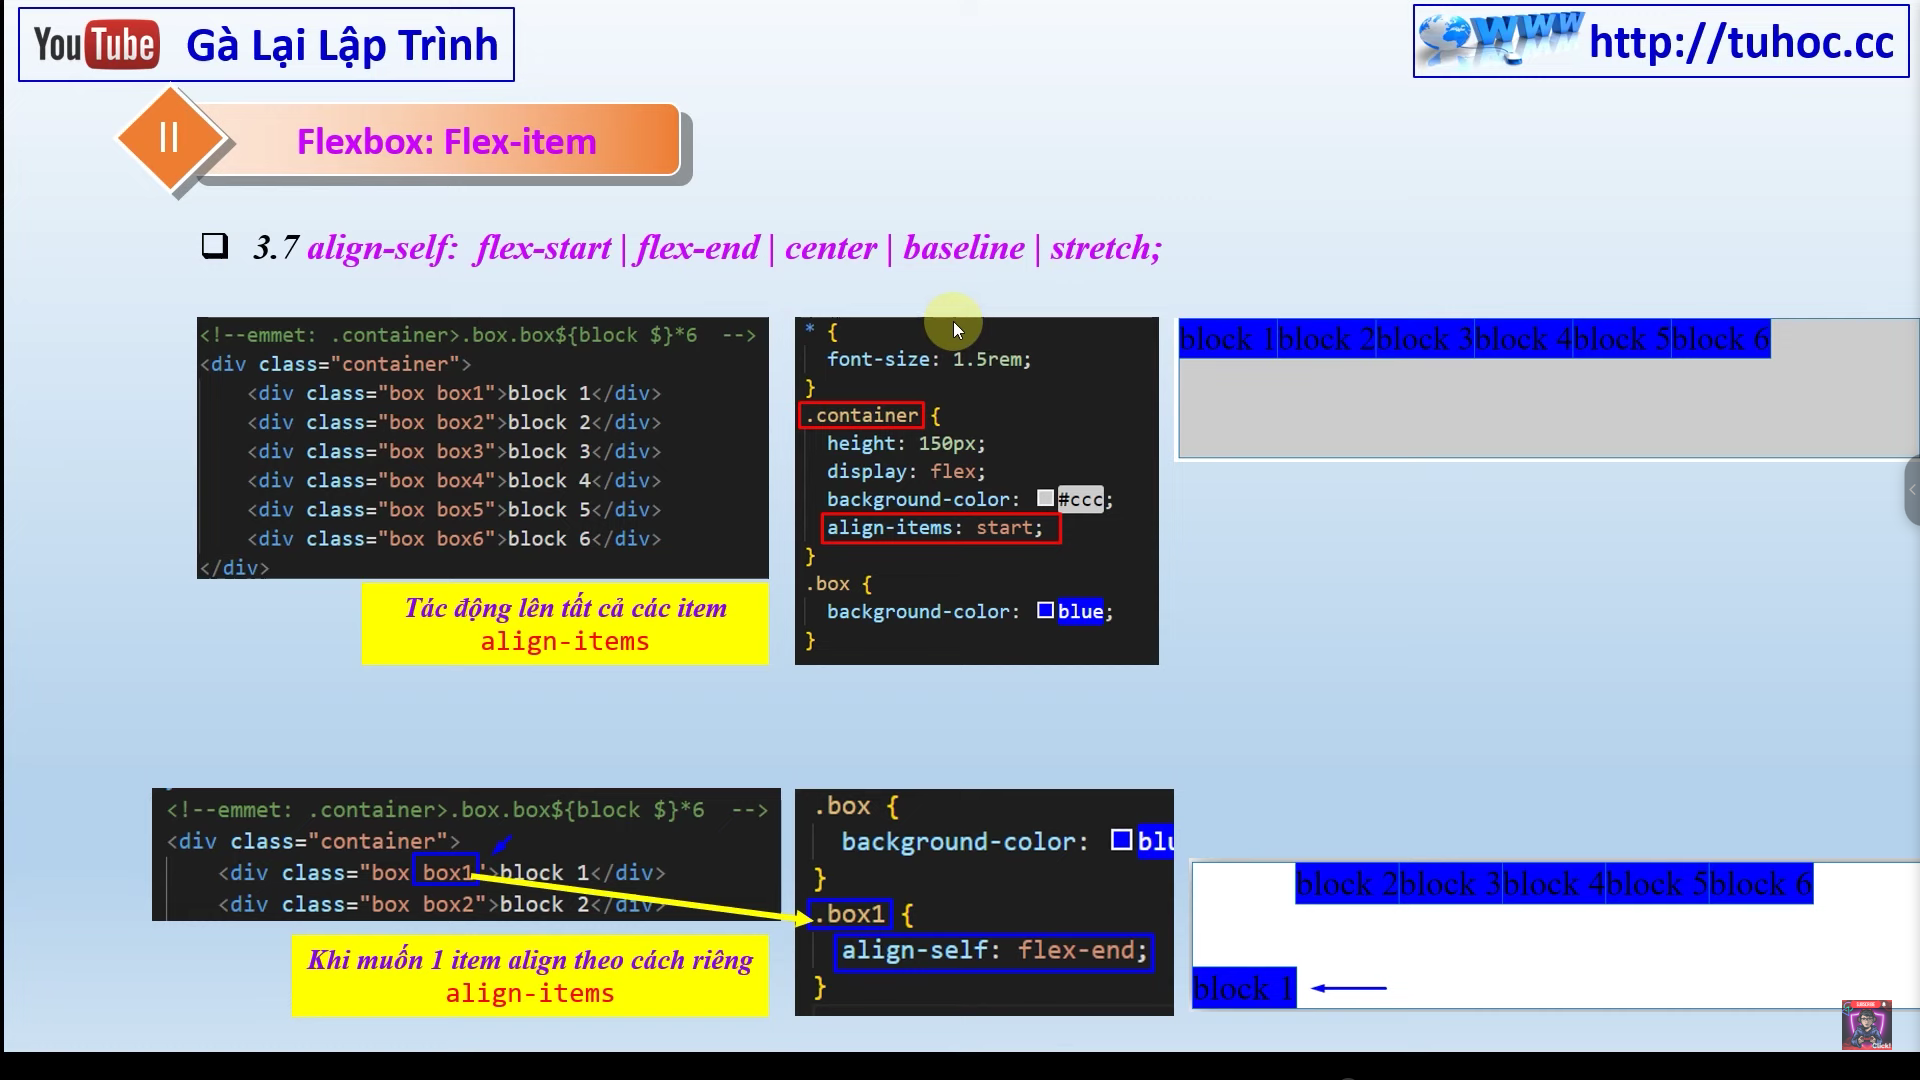 YouTube Gà Lại Lập Trình
WWW http://tuhoc.cc
II Flexbox: Flex-item
3.7 align-self: flex-start | flex-end | center | baseline | stretch;
<!--emmet: .container>.box.box${block $}*6 -->
<div class="container">
<div class="box box1">block 1</div>
<div class="box box2">block 2</div>
<div class="box box3">block 3</div>
<div class="box box4">block 4</div>
<div class="box box5">block 5</div>
<div class="box box6">block 6</div>
</div>
Tác động lên tất cả các item
align-items
* {
font-size: 1.5rem;
}
.container {
height: 150px;
display: flex;
background-color: #ccc;
align-items: start;
}
.box {
background-color: blue;
}
block 1block 2block 3block 4block 5block 6
<!--emmet: .container>.box.box${block $}*6 -->
<div class="container">
<div class="box box1">block 1</div>
<div class="box box2">block 2</div>
Khi muốn 1 item align theo cách riêng
align-items
.box {
background-color: blu
}
.box1 {
align-self: flex-end;
}
block 2block 3block 4block 5block 6
block 1